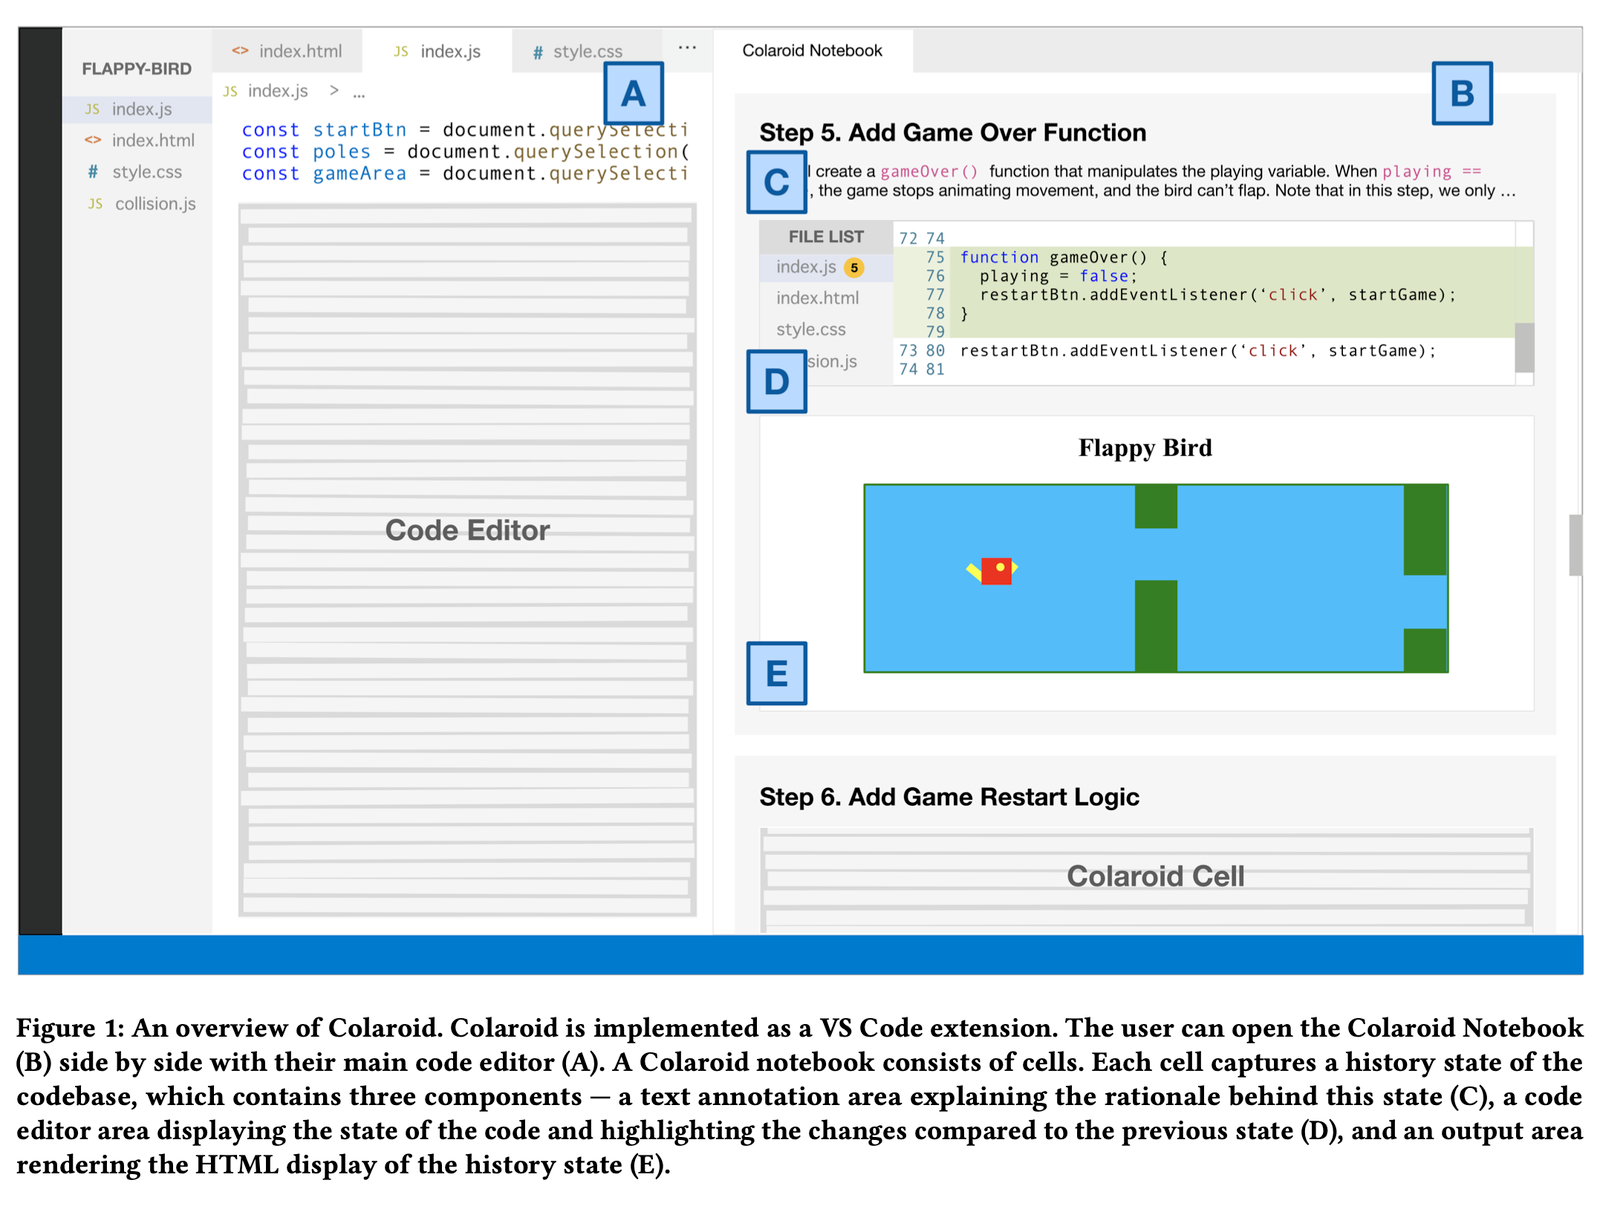 FLAPPY-BIRD
JS index.js
<> index.html
# style.css
JS collision.js
<> index.html
JS index.js
# style.css
...
JS index.js > ...
A
const startBtn = document.querySelecti
const poles = document.querySelection(
const gameArea = document.querySelecti
Code Editor
Colaroid Notebook
B
Step 5. Add Game Over Function
C
l create a gameOver() function that manipulates the playing variable. When playing ==
, the game stops animating movement, and the bird can't flap. Note that in this step, we only ...
FILE LIST
index.js 5
index.html
style.css
sion.js
D
72 74
75 function gameOver() {
76 playing = false;
77 restartBtn.addEventListener(‘click’, startGame);
78 }
79
73 80 restartBtn.addEventListener(‘click’, startGame);
74 81
Flappy Bird
E
Step 6. Add Game Restart Logic
Colaroid Cell
Figure 1: An overview of Colaroid. Colaroid is implemented as a VS Code extension. The user can open the Colaroid Notebook
(B) side by side with their main code editor (A). A Colaroid notebook consists of cells. Each cell captures a history state of the
codebase, which contains three components — a text annotation area explaining the rationale behind this state (C), a code
editor area displaying the state of the code and highlighting the changes compared to the previous state (D), and an output area
rendering the HTML display of the history state (E).